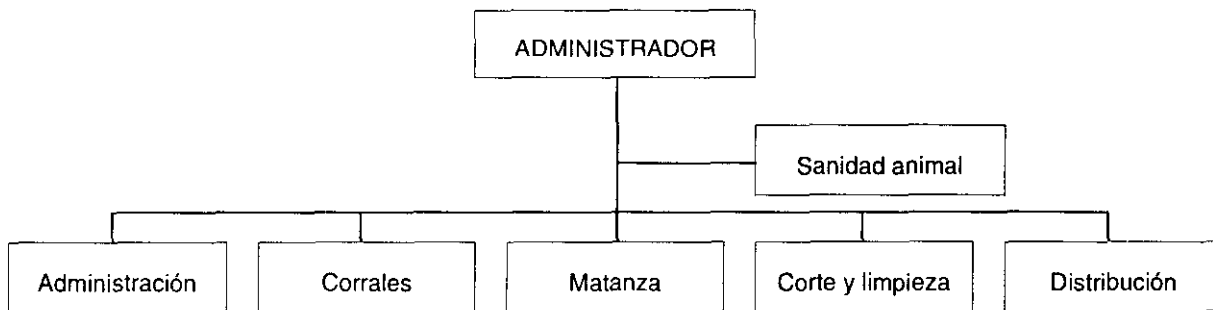 ADMINISTRADOR
Sanidad animal
Administración
Corrales
Matanza
Corte y limpieza
Distribución